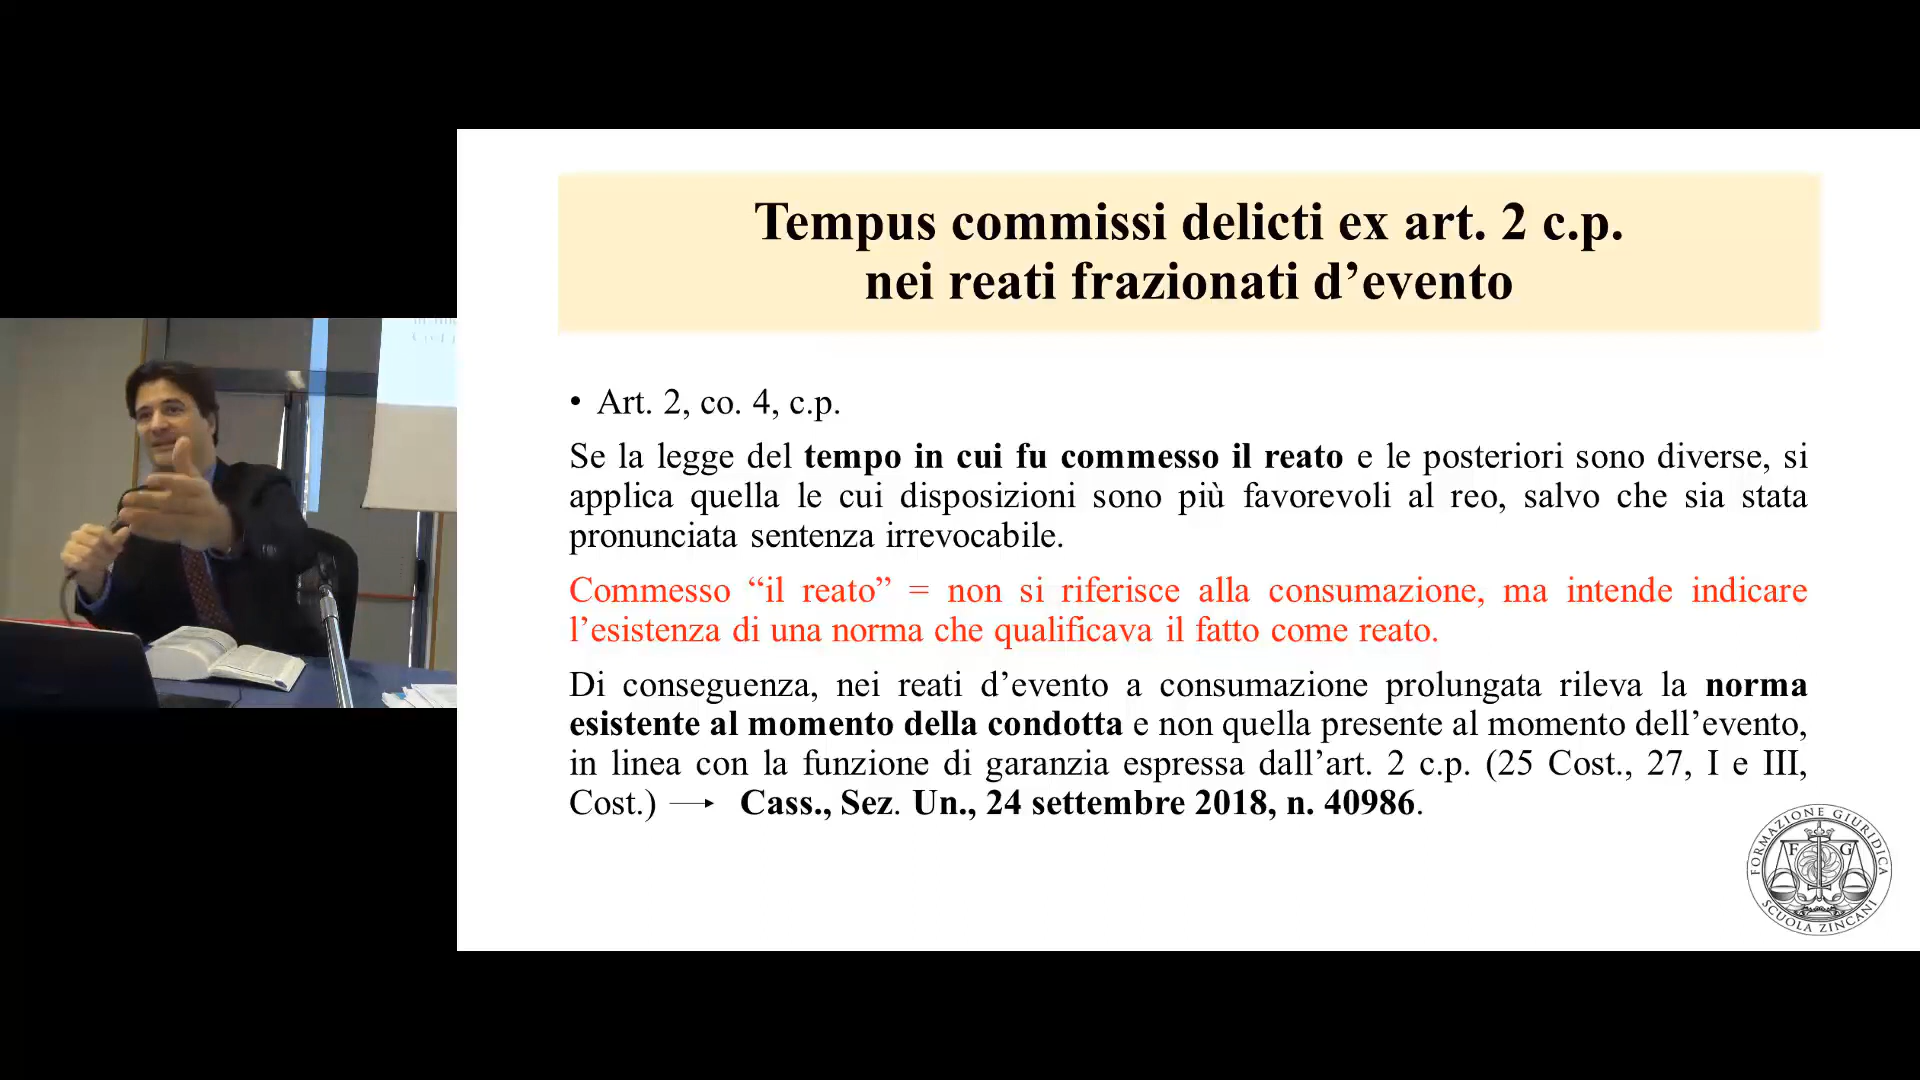 Tempus commissi delicti ex art. 2 c.p.
nei reati frazionati d’evento
• Art. 2, co. 4, c.p.
Se la legge del tempo in cui fu commesso il reato e le posteriori sono diverse, si
applica quella le cui disposizioni sono più favorevoli al reo, salvo che sia stata
pronunciata sentenza irrevocabile.
Commesso “il reato” = non si riferisce alla consumazione, ma intende indicare
l’esistenza di una norma che qualificava il fatto come reato.
Di conseguenza, nei reati d’evento a consumazione prolungata rileva la norma
esistente al momento della condotta e non quella presente al momento dell’evento,
in linea con la funzione di garanzia espressa dall’art. 2 c.p. (25 Cost., 27, I e III,
Cost.) → Cass., Sez. Un., 24 settembre 2018, n. 40986.
FORMAZIONE GIURIDICA
F G
SCUOLA ZINCANI